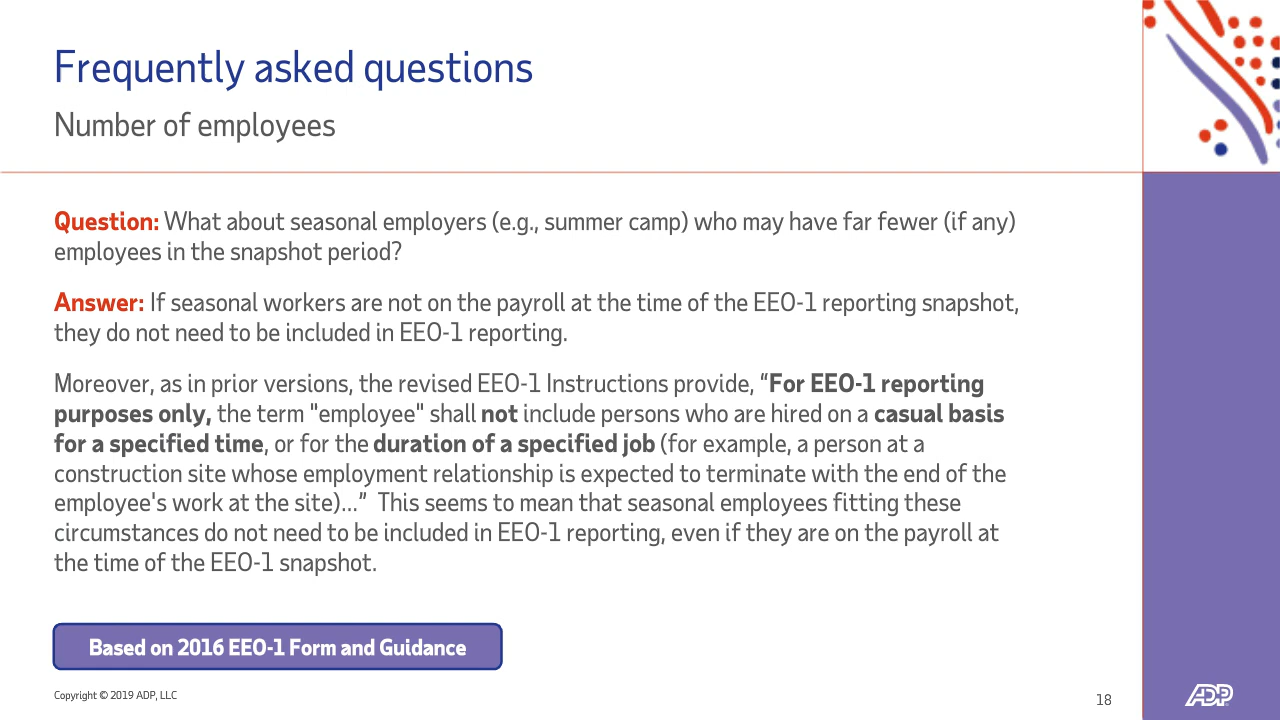 Frequently asked questions
Number of employees
Question: What about seasonal employers (e.g., summer camp) who may have far fewer (if any)
employees in the snapshot period?
Answer: If seasonal workers are not on the payroll at the time of the EEO-1 reporting snapshot,
they do not need to be included in EEO-1 reporting.
Moreover, as in prior versions, the revised EEO-1 Instructions provide, “For EEO-1 reporting
purposes only, the term "employee" shall not include persons who are hired on a casual basis
for a specified time, or for the duration of a specified job (for example, a person at a
construction site whose employment relationship is expected to terminate with the end of the
employee's work at the site)…”  This seems to mean that seasonal employees fitting these
circumstances do not need to be included in EEO-1 reporting, even if they are on the payroll at
the time of the EEO-1 snapshot.
Based on 2016 EEO-1 Form and Guidance
Copyright © 2019 ADP, LLC
18
ADP